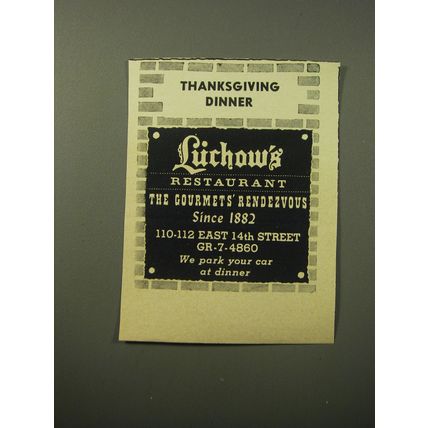 THANKSGIVING
DINNER
Lüchow's
RESTAURANT
THE GOURMETS' RENDEZVOUS
Since 1882
110-112 EAST 14th STREET
GR-7-4860
We park your car
at dinner